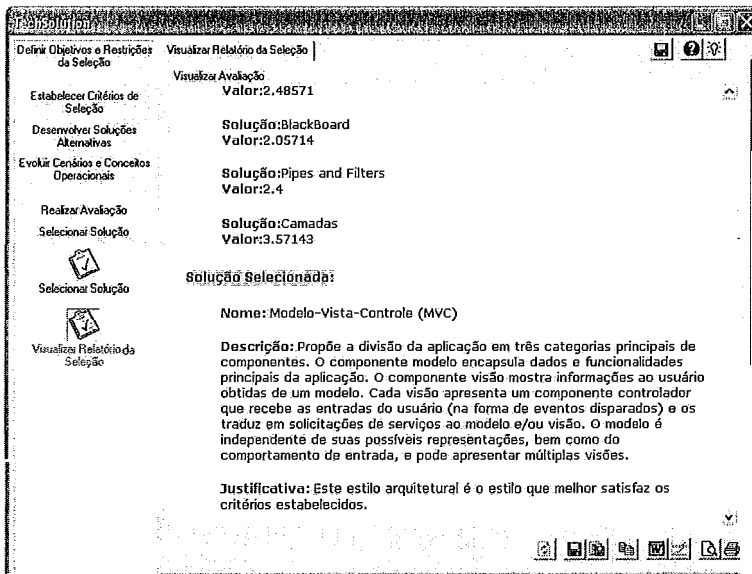 TechSolution
Definir Objetivos e Restrições
da Seleção
Estabelecer Critérios de
Seleção
Desenvolver Soluções
Alternativas
Evoluir Cenários e Conceitos
Operacionais
Realizar Avaliação
Selecionar Solução
Selecionar Solução
Visualizar Relatório da
Seleção
Visualizar Relatório da Seleção
Visualizar Avaliação
Valor:2.48571
Solução:BlackBoard
Valor:2.05714
Solução:Pipes and Filters
Valor:2.4
Solução:Camadas
Valor:3.57143
Solução Selecionada:
Nome: Modelo-Vista-Controle (MVC)
Descrição: Propõe a divisão da aplicação em três categorias principais de
componentes. O componente modelo encapsula dados e funcionalidades
principais da aplicação. O componente visão mostra informações ao usuário
obtidas de um modelo. Cada visão apresenta um componente controlador
que recebe as entradas do usuário (na forma de eventos disparados) e os
traduz em solicitações de serviços ao modelo e/ou visão. O modelo é
independente de suas possíveis representações, bem como do
comportamento de entrada, e pode apresentar múltiplas visões.
Justificativa: Este estilo arquitetural é o estilo que melhor satisfaz os
critérios estabelecidos.